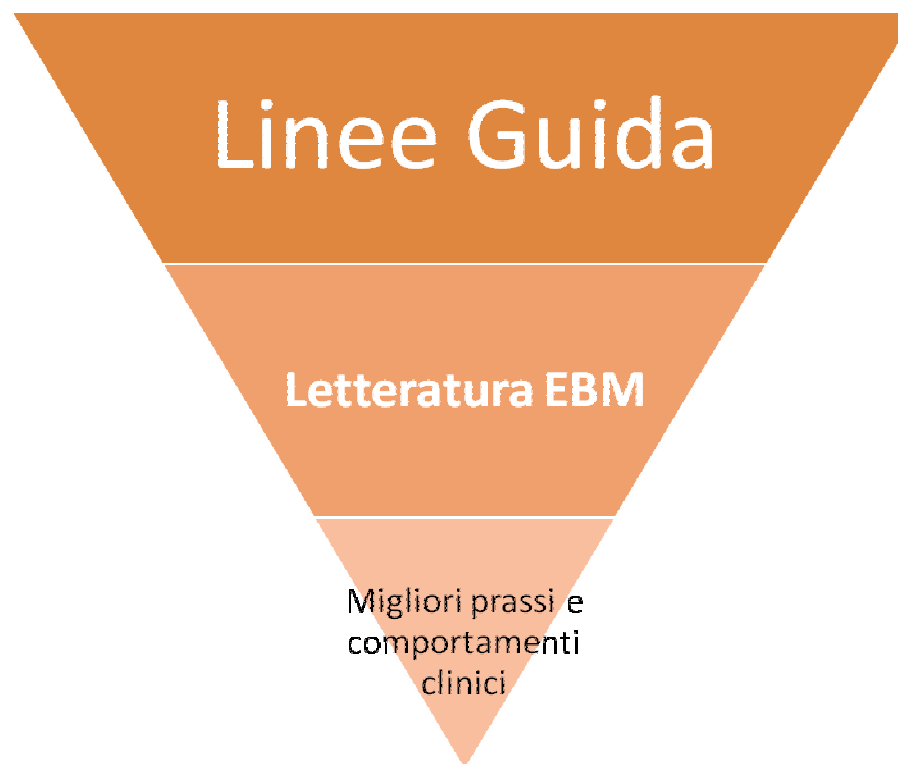 Linee Guida
Letteratura EBM
Migliori prassi e
comportamenti
clinici